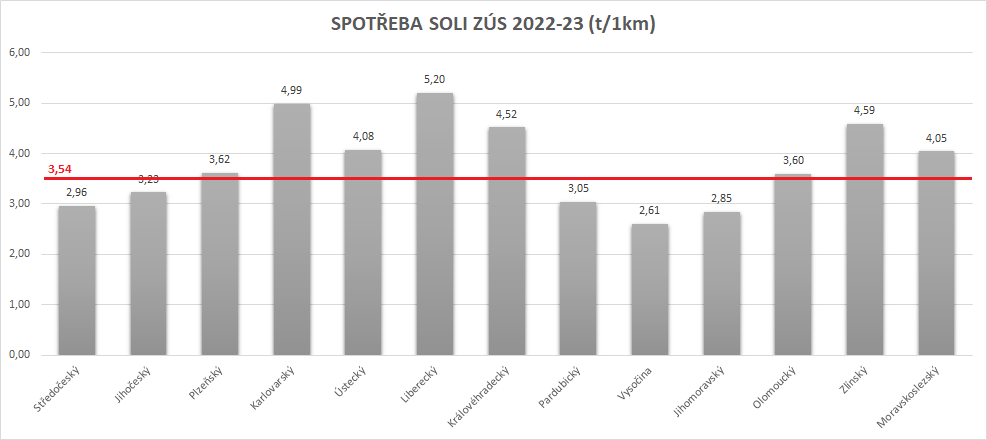 SPOTŘEBA SOLI ZÚS 2022-23 (t/1km)
6,00
5,00
4,00
3,00
2,00
1,00
0,00
3,54
2,96
3,23
3,62
4,99
4,08
5,20
4,52
3,05
2,61
2,85
3,60
4,59
4,05
Středočeský
Jihočeský
Plzeňský
Karlovarský
Ústecký
Liberecký
Královéhradecký
Pardubický
Vysočina
Jihomoravský
Olomoucký
Zlínský
Moravskoslezský